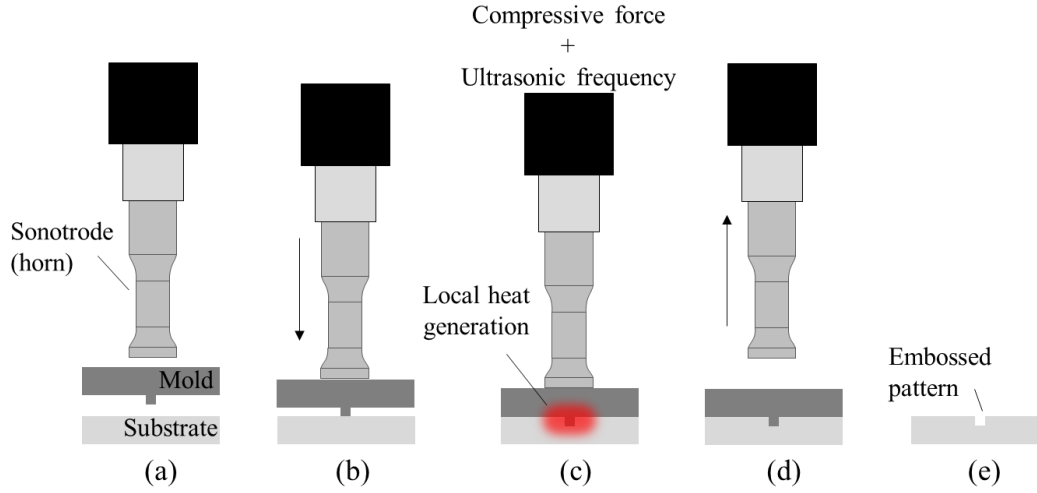 Compressive force
+
Ultrasonic frequency
Sonotrode
(horn)
Local heat
generation
Mold
Substrate
Embossed
pattern
(a)
(b)
(c)
(d)
(e)